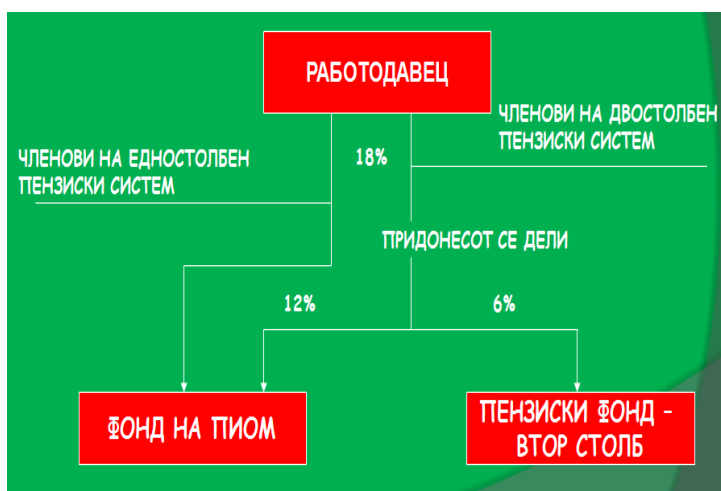 РАБОТОДАВЕЦ
ЧЛЕНОВИ НА ДВОСТОЛБЕН
ПЕНЗИСКИ СИСТЕМ
ЧЛЕНОВИ НА ЕДНОСТОЛБЕН
ПЕНЗИСКИ СИСТЕМ
18%
ПРИДОНЕСОТ СЕ ДЕЛИ
12%
6%
ФОНД НА ПИОМ
ПЕНЗИСКИ ФОНД –
ВТОР СТОЛБ